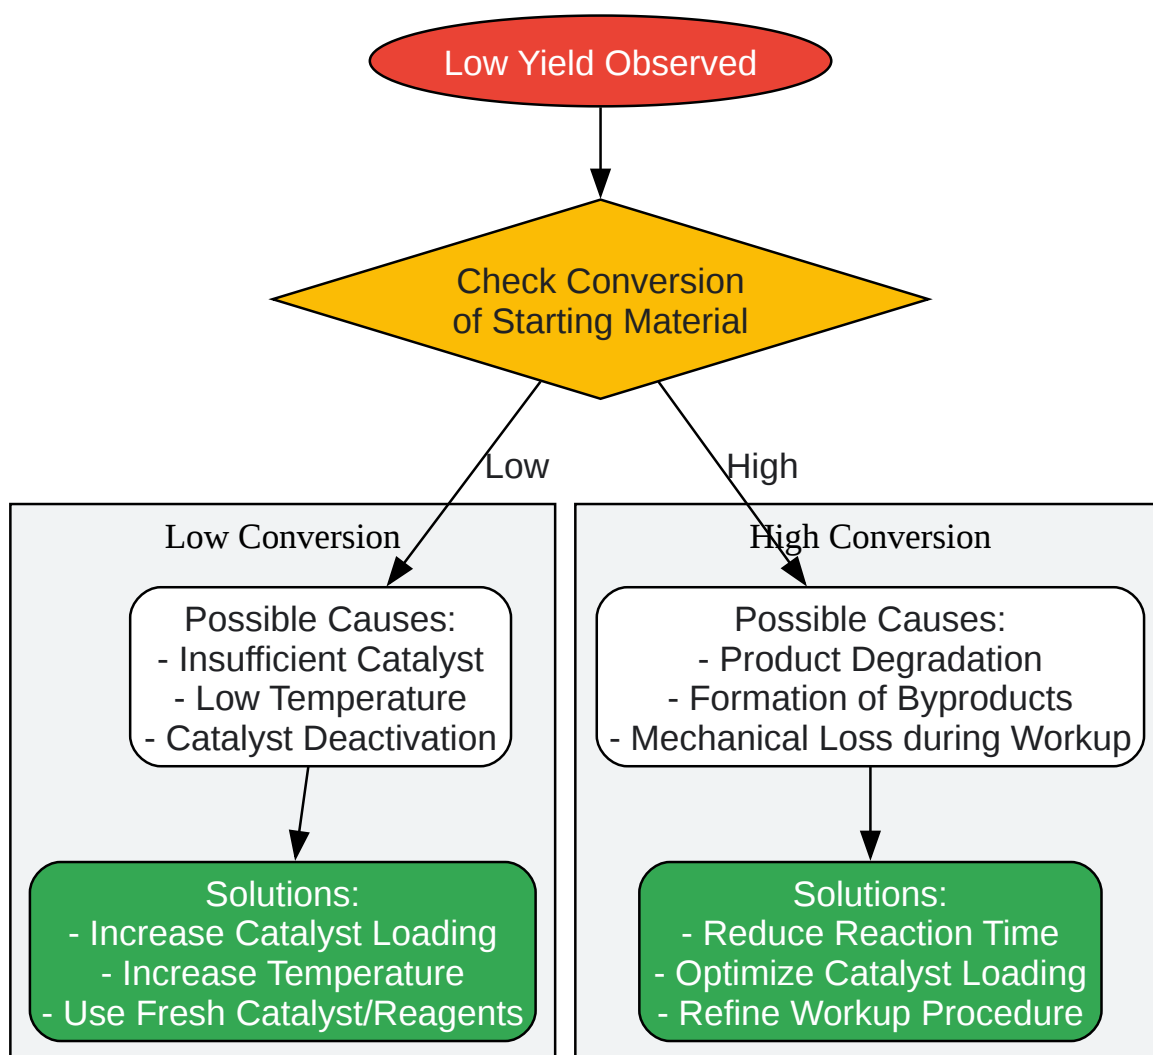 Low Yield Observed
Check Conversion
of Starting Material
Low
High
Low Conversion
Possible Causes:
- Insufficient Catalyst
- Low Temperature
- Catalyst Deactivation
Solutions:
- Increase Catalyst Loading
- Increase Temperature
- Use Fresh Catalyst/Reagents
High Conversion
Possible Causes:
- Product Degradation
- Formation of Byproducts
- Mechanical Loss during Workup
Solutions:
- Reduce Reaction Time
- Optimize Catalyst Loading
- Refine Workup Procedure